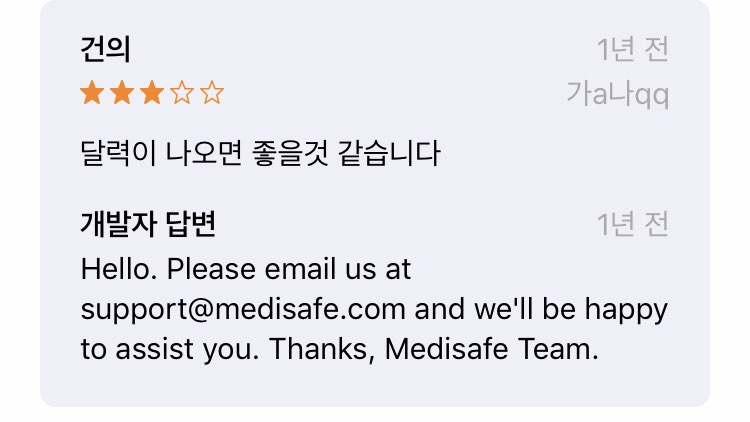 건의
1년 전
가a나qq
달력이 나오면 좋을것 같습니다
개발자 답변
1년 전
Hello. Please email us at
support@medisafe.com and we'll be happy
to assist you. Thanks, Medisafe Team.